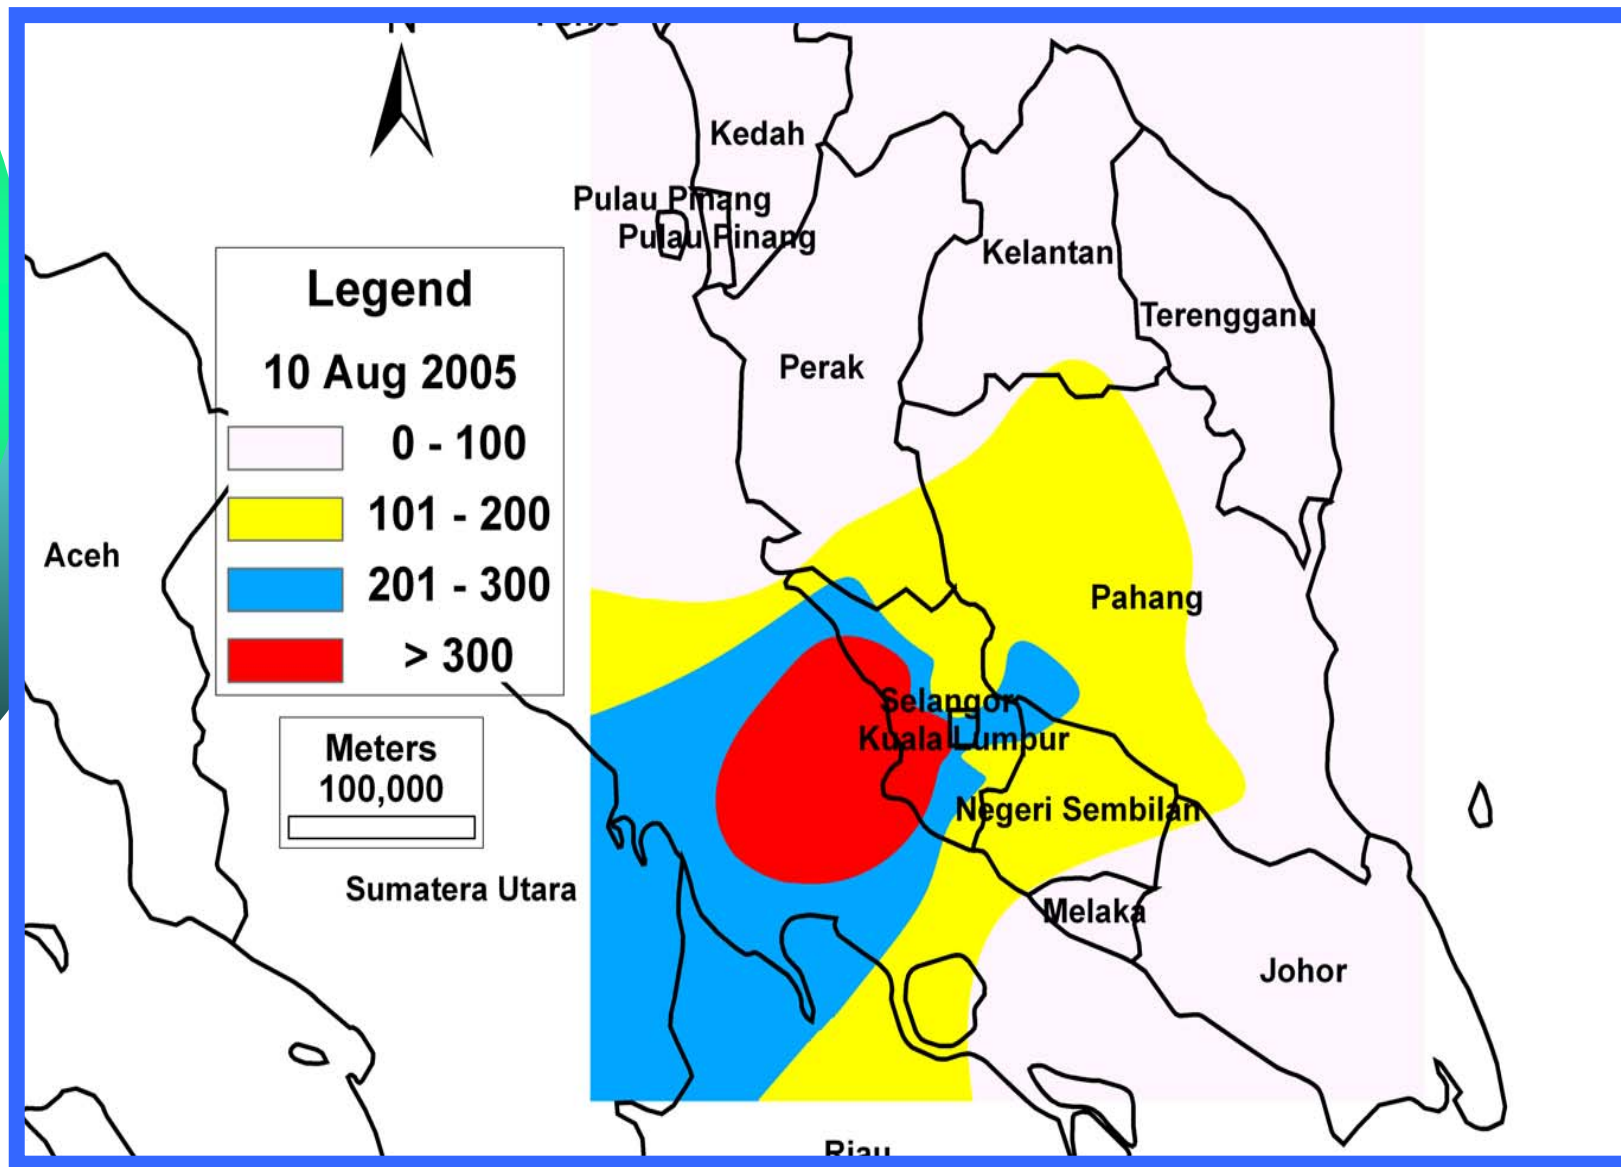 N
Kedah
Pulau Pinang
Pulau Pinang
Kelantan
Legend
Terengganu
10 Aug 2005
Perak
0 - 100
101 - 200
Aceh
201 - 300
Pahang
> 300
Selangor
Kuala Lumpur
Meters
100,000
Negeri Sembilan
Sumatera Utara
Melaka
Johor
Riau